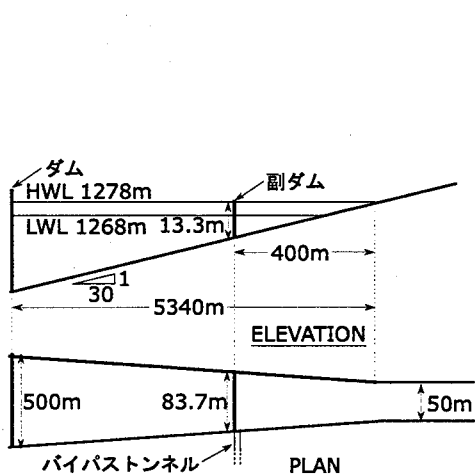 ダム
HWL 1278m
副ダム
LWL 1268m
13.3m
400m
1
30
5340m
ELEVATION
500m
83.7m
50m
バイパストンネル
PLAN